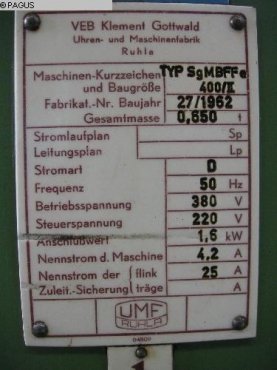 © PAGUS
VEB Klement Gottwald
Uhren- und Maschinenfabrik
Ruhla
Maschinen-Kurzzeichen TYP SgMBFFe
und Baugröße 400/II
Fabrikat.-Nr. Baujahr 27/1962
Gesamtmasse 0,650 t
Stromlaufplan Sp
Leitungsplan Lp
Stromart D
Frequenz 50 Hz
Betriebsspannung 380 V
Steuerspannung 220 V
Anschlußwert 1,6 kW
Nennstrom d. Maschine 4,2 A
Nennstrom der flink 25 A
Zuleit.-Sicherung träge A
UMF
RUHLA